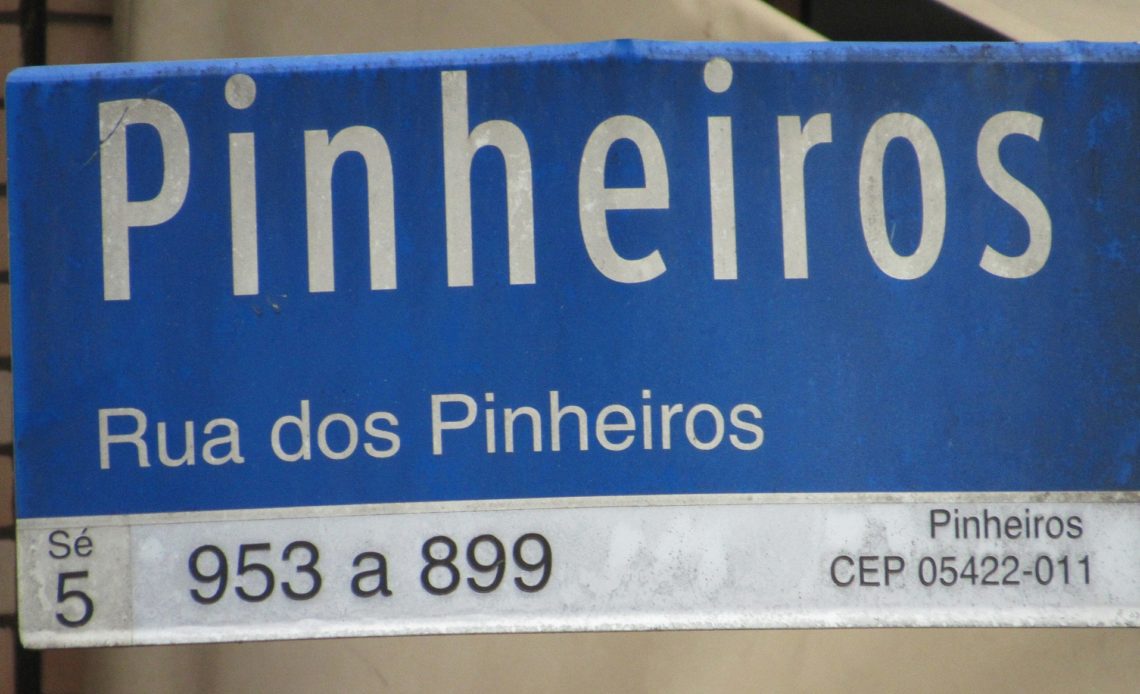 Pinheiros
Rua dos Pinheiros
Sé
5
953 a 899
Pinheiros
CEP 05422-011